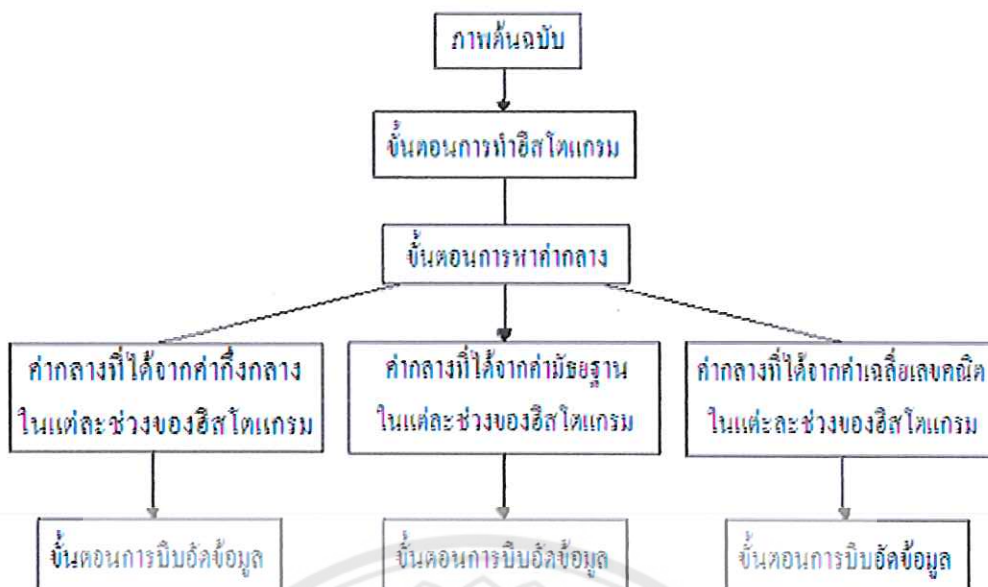 ภาพต้นฉบับ
ขั้นตอนการทำฮีสโตแกรม
ขั้นตอนการหาค่ากลาง
ค่ากลางที่ได้จากค่ากึ่งกลาง
ในแต่ละช่วงของฮีสโตแกรม
ค่ากลางที่ได้จากค่ามัธยฐาน
ในแต่ละช่วงของฮีสโตแกรม
ค่ากลางที่ได้จากค่าเฉลี่ยเลขคณิต
ในแต่ละช่วงของฮีสโตแกรม
ขั้นตอนการบีบอัดข้อมูล
ขั้นตอนการบีบอัดข้อมูล
ขั้นตอนการบีบอัดข้อมูล